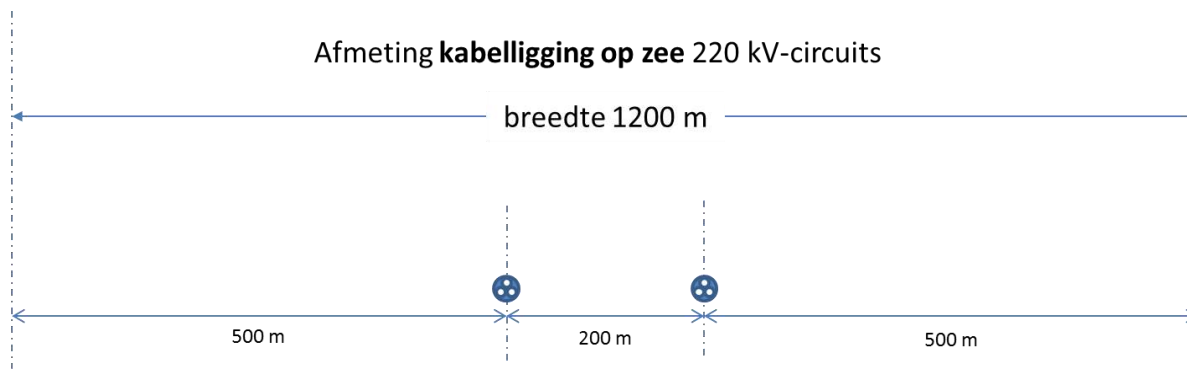 Afmeting kabelligging op zee 220 kV-circuits
breedte 1200 m
500 m
200 m
500 m